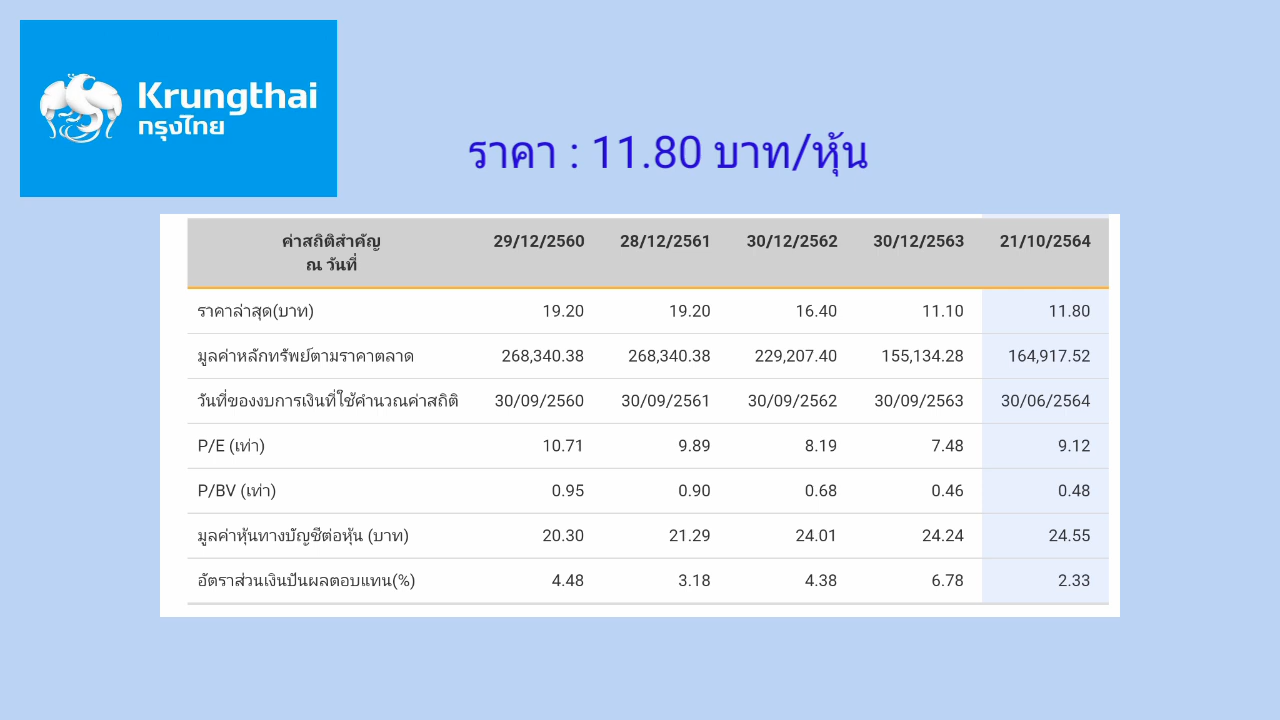 Krungthai
กรุงไทย
ราคา : 11.80 บาท/หุ้น
ค่าสถิติสำคัญ
ณ วันที่ 29/12/2560 28/12/2561 30/12/2562 30/12/2563 21/10/2564
ราคาล่าสุด(บาท) 19.20 19.20 16.40 11.10 11.80
มูลค่าหลักทรัพย์ตามราคาตลาด 268,340.38 268,340.38 229,207.40 155,134.28 164,917.52
วันที่ของงบการเงินที่ใช้คำนวณค่าสถิติ 30/09/2560 30/09/2561 30/09/2562 30/09/2563 30/06/2564
P/E (เท่า) 10.71 9.89 8.19 7.48 9.12
P/BV (เท่า) 0.95 0.90 0.68 0.46 0.48
มูลค่าหุ้นทางบัญชีต่อหุ้น (บาท) 20.30 21.29 24.01 24.24 24.55
อัตราส่วนเงินปันผลตอบแทน(%) 4.48 3.18 4.38 6.78 2.33